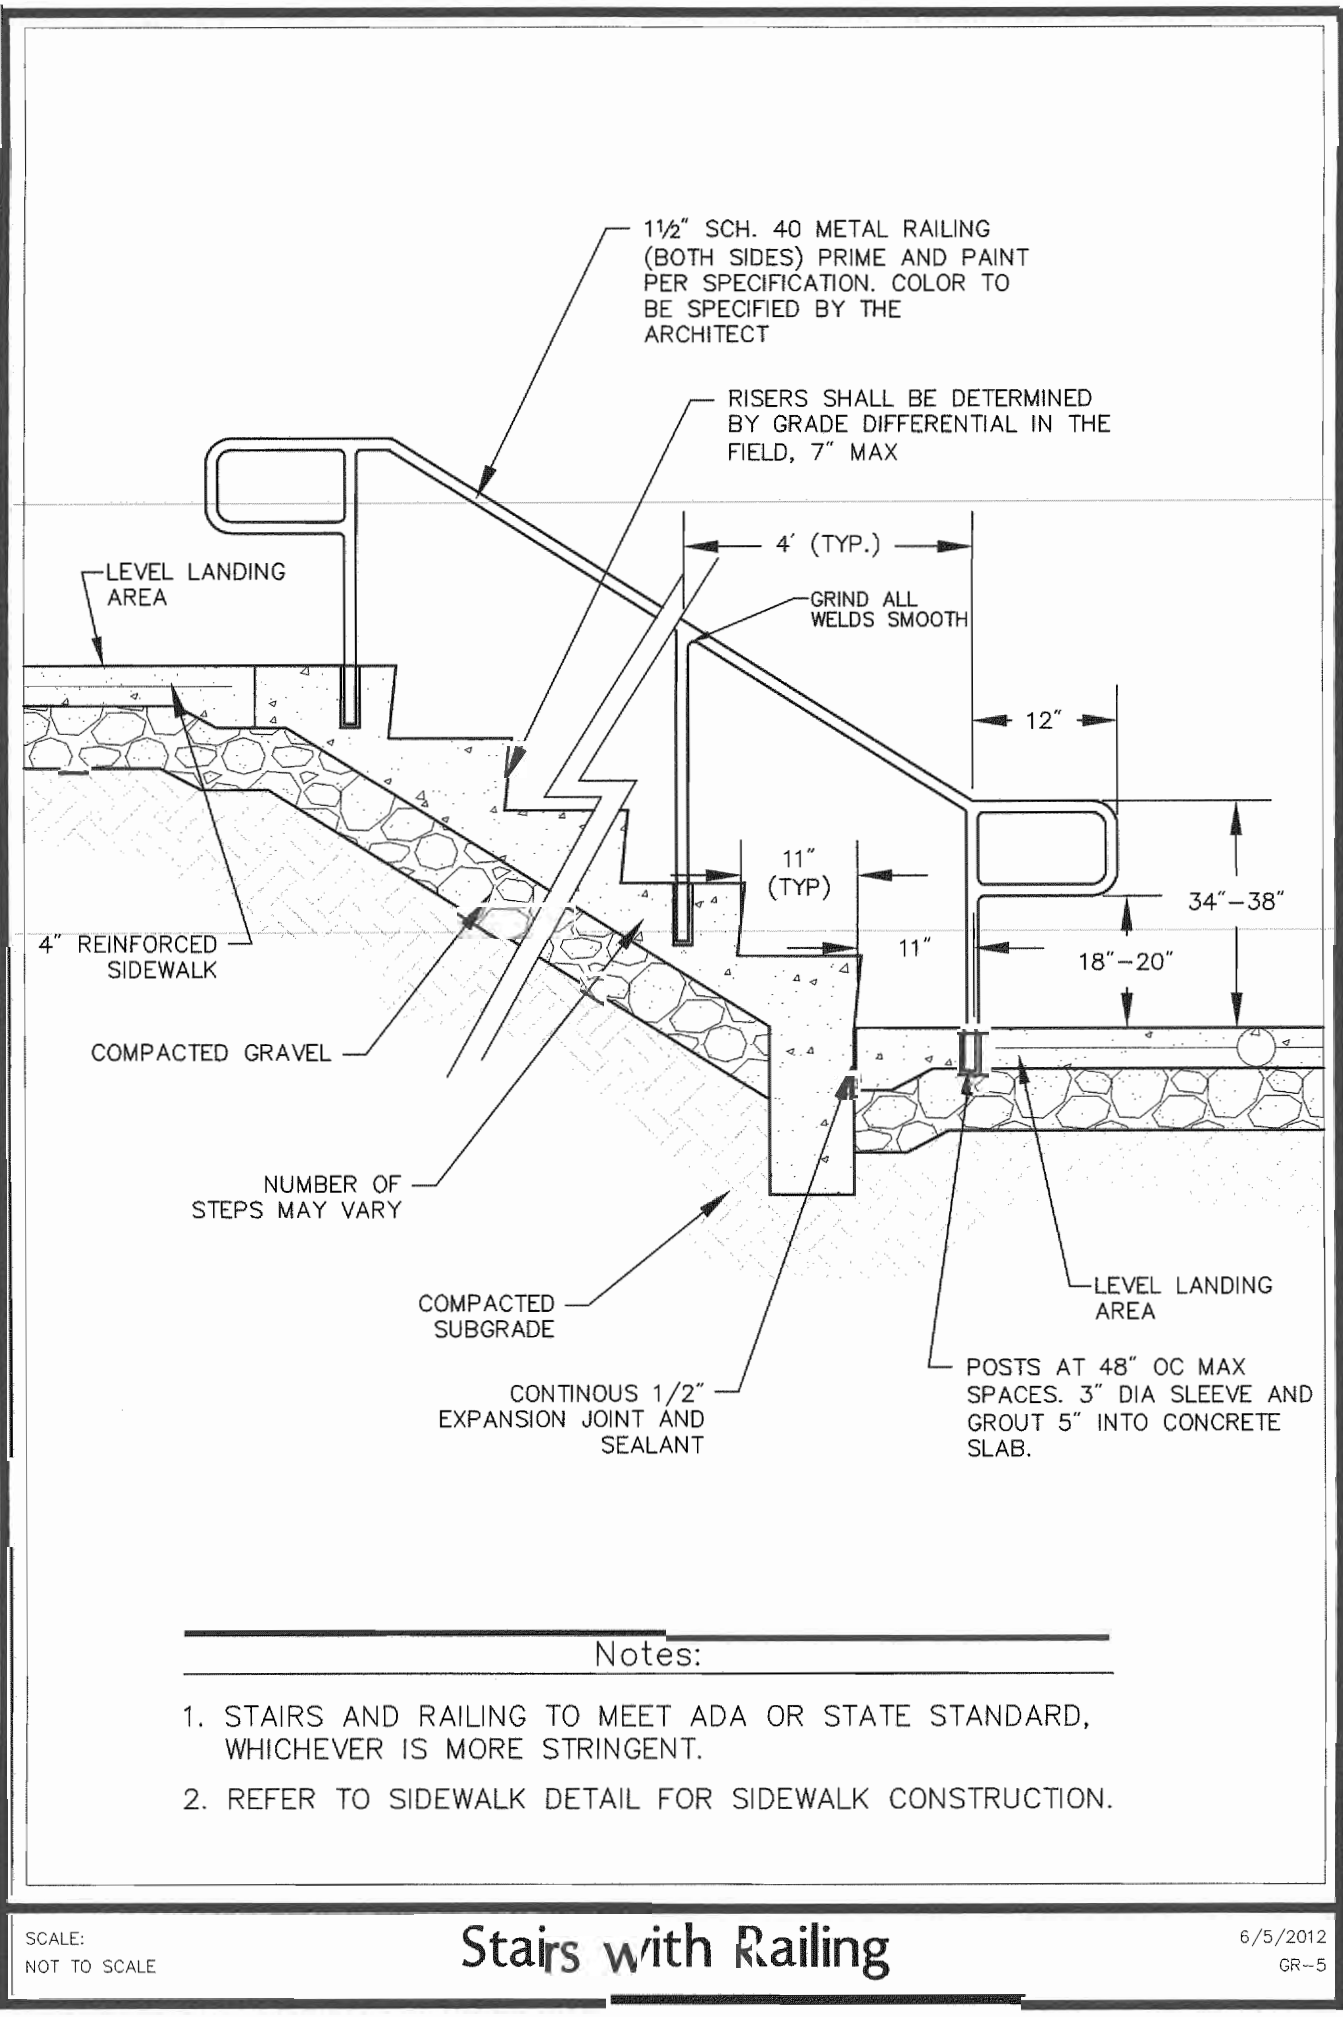 1½" SCH. 40 METAL RAILING
(BOTH SIDES) PRIME AND PAINT
PER SPECIFICATION. COLOR TO
BE SPECIFIED BY THE
ARCHITECT
RISERS SHALL BE DETERMINED
BY GRADE DIFFERENTIAL IN THE
FIELD, 7" MAX
4' (TYP.)
LEVEL LANDING
AREA
GRIND ALL
WELDS SMOOTH
12"
11"
(TYP)
34"-38"
11"
18"-20"
4" REINFORCED
SIDEWALK
COMPACTED GRAVEL
NUMBER OF
STEPS MAY VARY
COMPACTED
SUBGRADE
LEVEL LANDING
AREA
CONTINOUS 1/2"
EXPANSION JOINT AND
SEALANT
POSTS AT 48" OC MAX
SPACES. 3" DIA SLEEVE AND
GROUT 5" INTO CONCRETE
SLAB.
Notes:
1. STAIRS AND RAILING TO MEET ADA OR STATE STANDARD,
WHICHEVER IS MORE STRINGENT.
2. REFER TO SIDEWALK DETAIL FOR SIDEWALK CONSTRUCTION.
SCALE:
NOT TO SCALE
Stairs with Railing
6/5/2012
GR-5